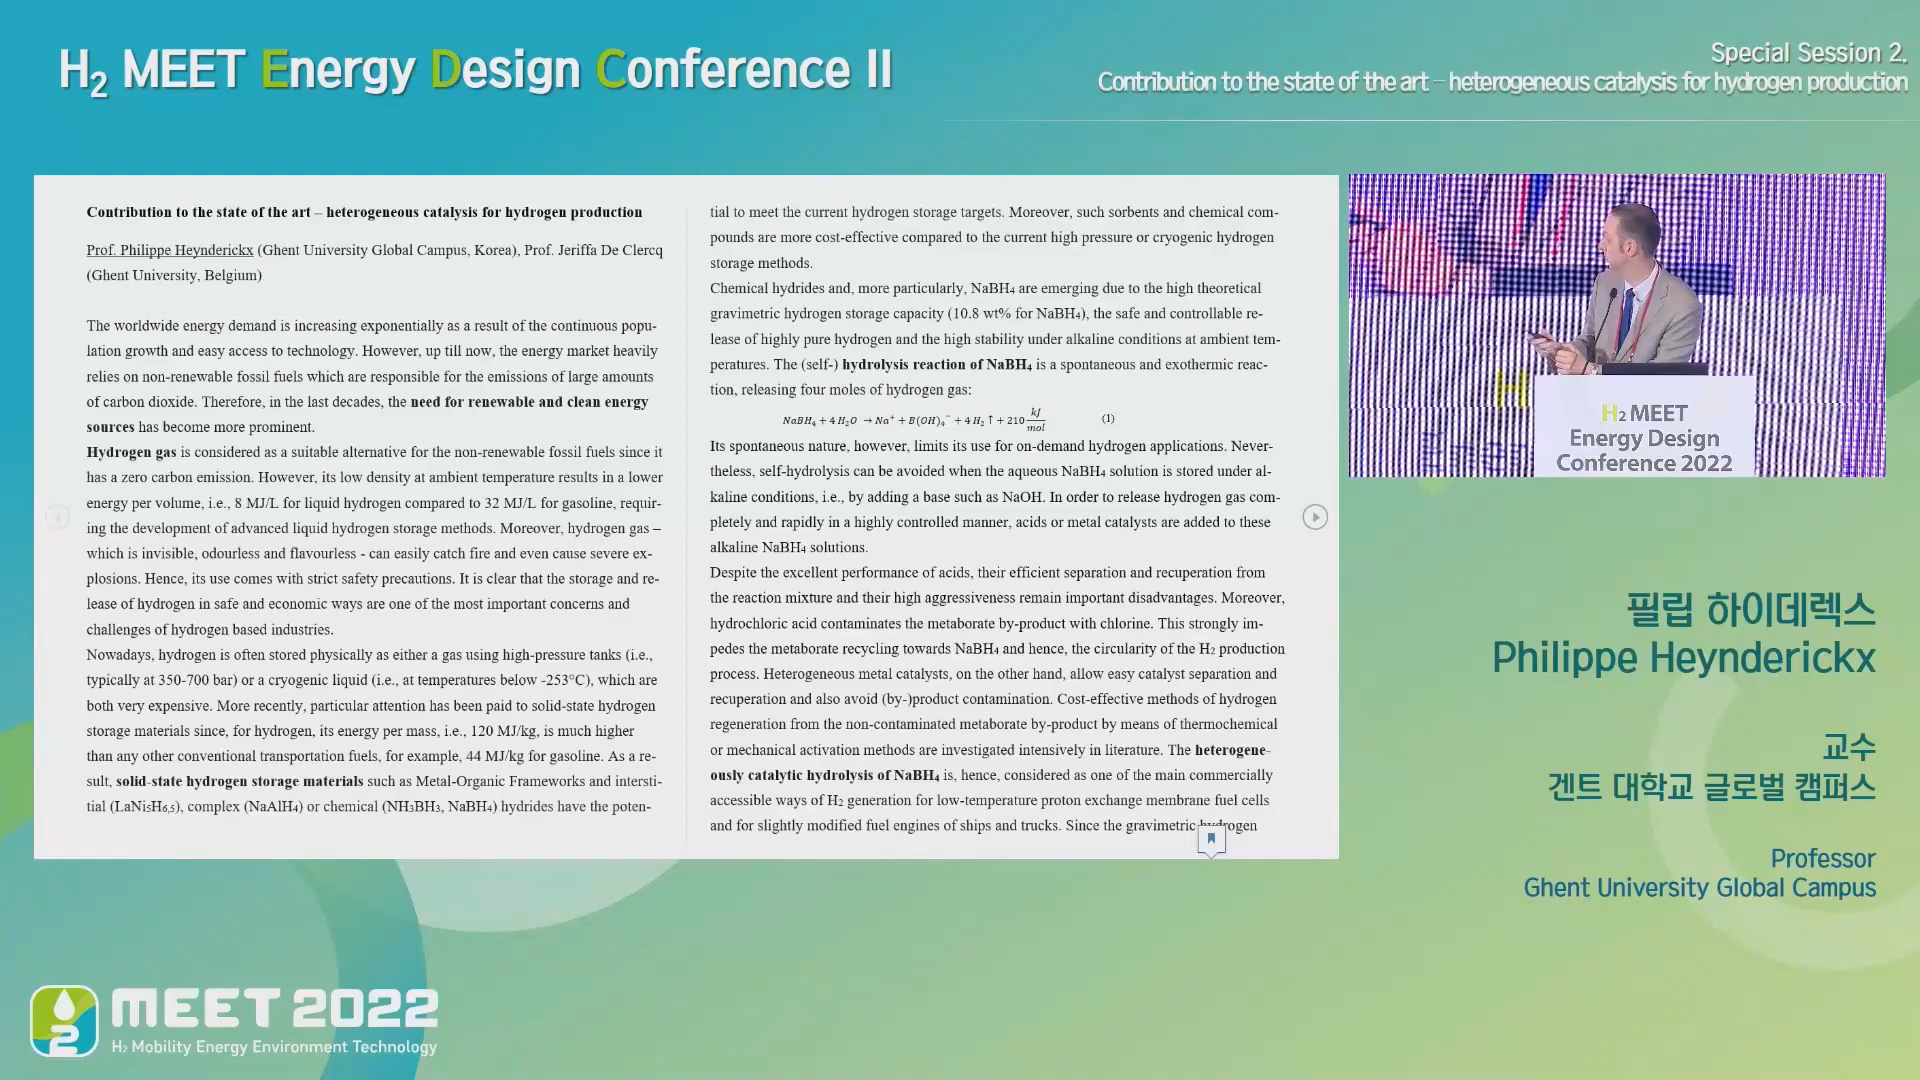 H₂ MEET Energy Design Conference II
Special Session 2.
Contribution to the state of the art – heterogeneous catalysis for hydrogen production
Contribution to the state of the art – heterogeneous catalysis for hydrogen production
Prof. Philippe Heynderickx (Ghent University Global Campus, Korea), Prof. Jeriffa De Clercq
(Ghent University, Belgium)
The worldwide energy demand is increasing exponentially as a result of the continuous popu-
lation growth and easy access to technology. However, up till now, the energy market heavily
relies on non-renewable fossil fuels which are responsible for the emissions of large amounts
of carbon dioxide. Therefore, in the last decades, the need for renewable and clean energy
sources has become more prominent.
Hydrogen gas is considered as a suitable alternative for the non-renewable fossil fuels since it
has a zero carbon emission. However, its low density at ambient temperature results in a lower
energy per volume, i.e., 8 MJ/L for liquid hydrogen compared to 32 MJ/L for gasoline, requir-
ing the development of advanced liquid hydrogen storage methods. Moreover, hydrogen gas –
which is invisible, odourless and flavourless - can easily catch fire and even cause severe ex-
plosions. Hence, its use comes with strict safety precautions. It is clear that the storage and re-
lease of hydrogen in safe and economic ways are one of the most important concerns and
challenges of hydrogen based industries.
Nowadays, hydrogen is often stored physically as either a gas using high-pressure tanks (i.e.,
typically at 350-700 bar) or a cryogenic liquid (i.e., at temperatures below -253°C), which are
both very expensive. More recently, particular attention has been paid to solid-state hydrogen
storage materials since, for hydrogen, its energy per mass, i.e., 120 MJ/kg, is much higher
than any other conventional transportation fuels, for example, 44 MJ/kg for gasoline. As a re-
sult, solid-state hydrogen storage materials such as Metal-Organic Frameworks and intersti-
tial (LaNi₅H₆.₅), complex (NaAlH₄) or chemical (NH₃BH₃, NaBH₄) hydrides have the poten-
tial to meet the current hydrogen storage targets. Moreover, such sorbents and chemical com-
pounds are more cost-effective compared to the current high pressure or cryogenic hydrogen
storage methods.
Chemical hydrides and, more particularly, NaBH₄ are emerging due to the high theoretical
gravimetric hydrogen storage capacity (10.8 wt% for NaBH₄), the safe and controllable re-
lease of highly pure hydrogen and the high stability under alkaline conditions at ambient tem-
peratures. The (self-) hydrolysis reaction of NaBH₄ is a spontaneous and exothermic reac-
tion, releasing four moles of hydrogen gas:
NaBH₄ + 4 H₂O → Na⁺ + B(OH)₄⁻ + 4 H₂ ↑ + 210 kJ/mol (1)
Its spontaneous nature, however, limits its use for on-demand hydrogen applications. Never-
theless, self-hydrolysis can be avoided when the aqueous NaBH₄ solution is stored under al-
kaline conditions, i.e., by adding a base such as NaOH. In order to release hydrogen gas com-
pletely and rapidly in a highly controlled manner, acids or metal catalysts are added to these
alkaline NaBH₄ solutions.
Despite the excellent performance of acids, their efficient separation and recuperation from
the reaction mixture and their high aggressiveness remain important disadvantages. Moreover,
hydrochloric acid contaminates the metaborate by-product with chlorine. This strongly im-
pedes the metaborate recycling towards NaBH₄ and hence, the circularity of the H₂ production
process. Heterogeneous metal catalysts, on the other hand, allow easy catalyst separation and
recuperation and also avoid (by-)product contamination. Cost-effective methods of hydrogen
regeneration from the non-contaminated metaborate by-product by means of thermochemical
or mechanical activation methods are investigated intensively in literature. The heterogene-
ously catalytic hydrolysis of NaBH₄ is, hence, considered as one of the main commercially
accessible ways of H₂ generation for low-temperature proton exchange membrane fuel cells
and for slightly modified fuel engines of ships and trucks. Since the gravimetric hydrogen
H
H₂ MEET
Energy Design
Conference 2022
필립 하이데렉스
Philippe Heynderickx
교수
겐트 대학교 글로벌 캠퍼스
Professor
Ghent University Global Campus
2
MEET 2022
H₂ Mobility Energy Environment Technology